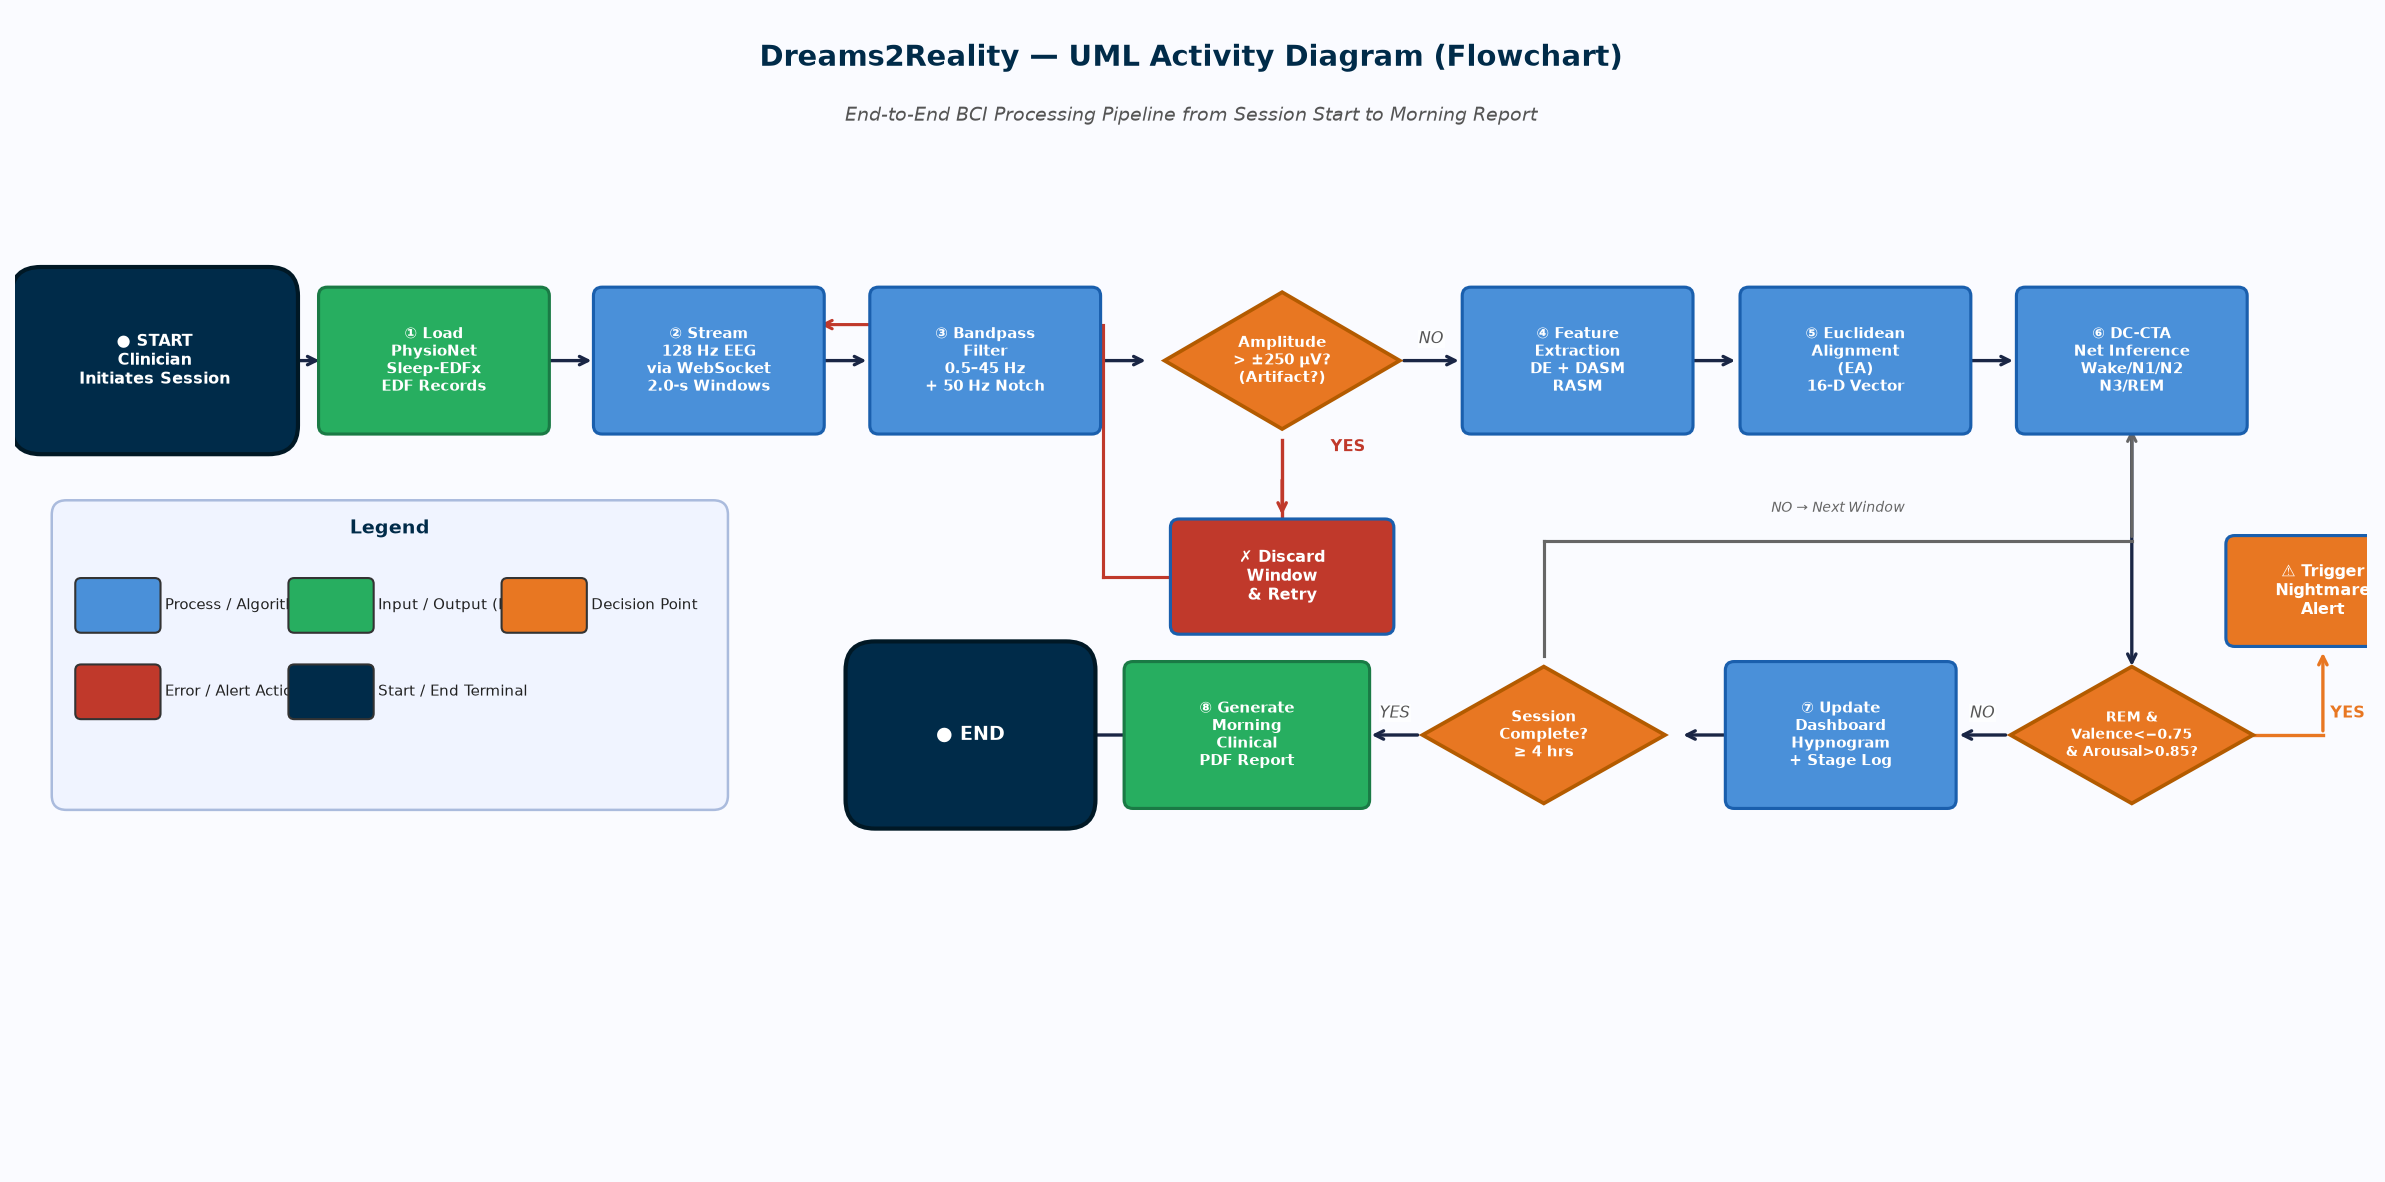 Dreams2Reality — UML Activity Diagram (Flowchart)
End-to-End BCI Processing Pipeline from Session Start to Morning Report
● START
Clinician
Initiates Session
① Load
PhysioNet
Sleep-EDFx
EDF Records
② Stream
128 Hz EEG
via WebSocket
2.0-s Windows
③ Bandpass
Filter
0.5–45 Hz
+ 50 Hz Notch
Amplitude
> ±250 μV?
(Artifact?)
NO
④ Feature
Extraction
DE + DASM
RASM
⑤ Euclidean
Alignment
(EA)
16-D Vector
⑥ DC-CTA
Net Inference
Wake/N1/N2
N3/REM
YES
✗ Discard
Window
& Retry
NO → Next Window
⚠ Trigger
Nightmare
Alert
Legend
Process / Algorit
Input / Output (
Decision Point
Error / Alert Actio
Start / End Terminal
● END
⑧ Generate
Morning
Clinical
PDF Report
YES
Session
Complete?
≥ 4 hrs
⑦ Update
Dashboard
Hypnogram
+ Stage Log
NO
REM &
Valence<−0.75
& Arousal>0.85?
YES